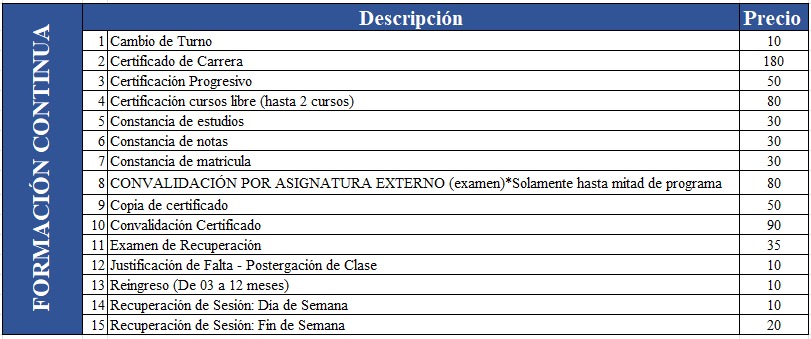 FORMACIÓN CONTINUA
Descripción Precio
1 Cambio de Turno 10
2 Certificado de Carrera 180
3 Certificación Progresivo 50
4 Certificación cursos libre (hasta 2 cursos) 80
5 Constancia de estudios 30
6 Constancia de notas 30
7 Constancia de matrícula 30
8 CONVALIDACIÓN POR ASIGNATURA EXTERNO (examen)*Solamente hasta mitad de programa 80
9 Copia de certificado 50
10 Convalidación Certificado 90
11 Examen de Recuperación 35
12 Justificación de Falta - Postergación de Clase 10
13 Reingreso (De 03 a 12 meses) 10
14 Recuperación de Sesión: Día de Semana 10
15 Recuperación de Sesión: Fin de Semana 20